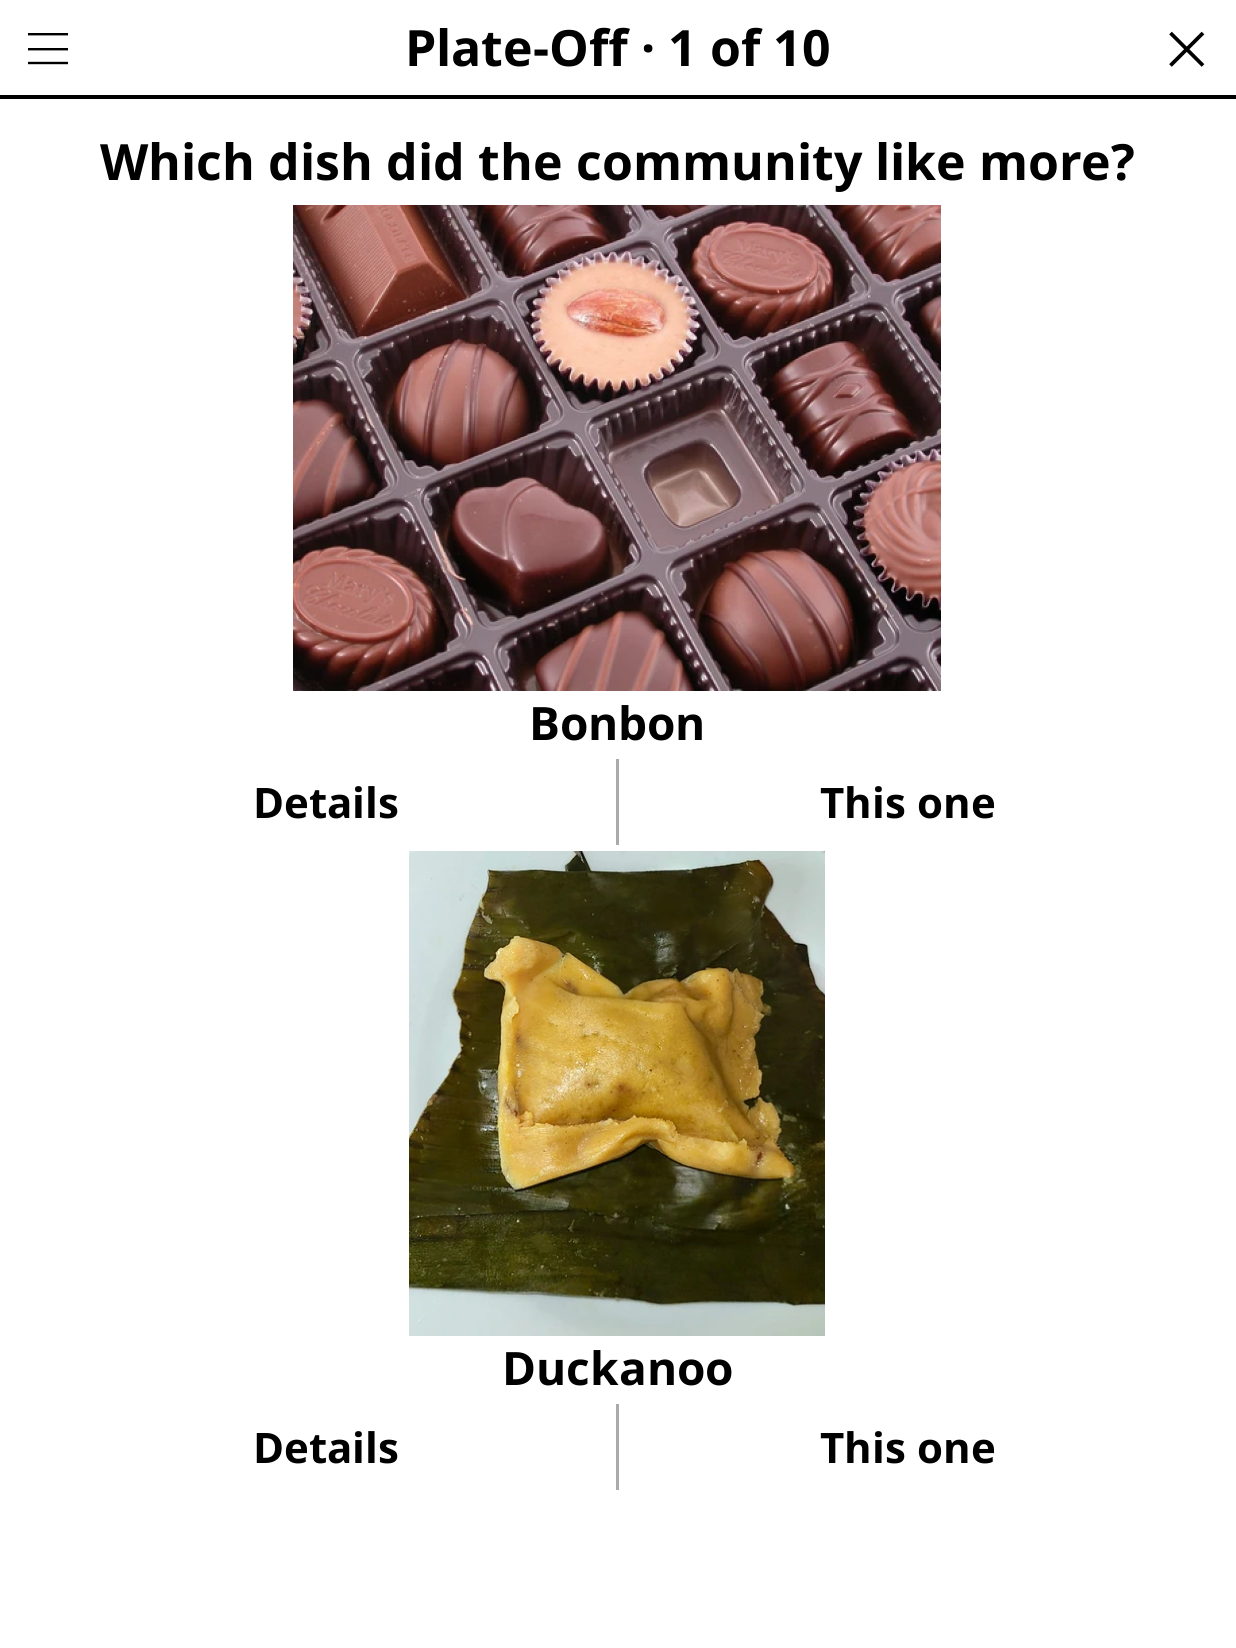 Plate-Off · 1 of 10
Which dish did the community like more?
Bonbon
Details
This one
Duckanoo
Details
This one